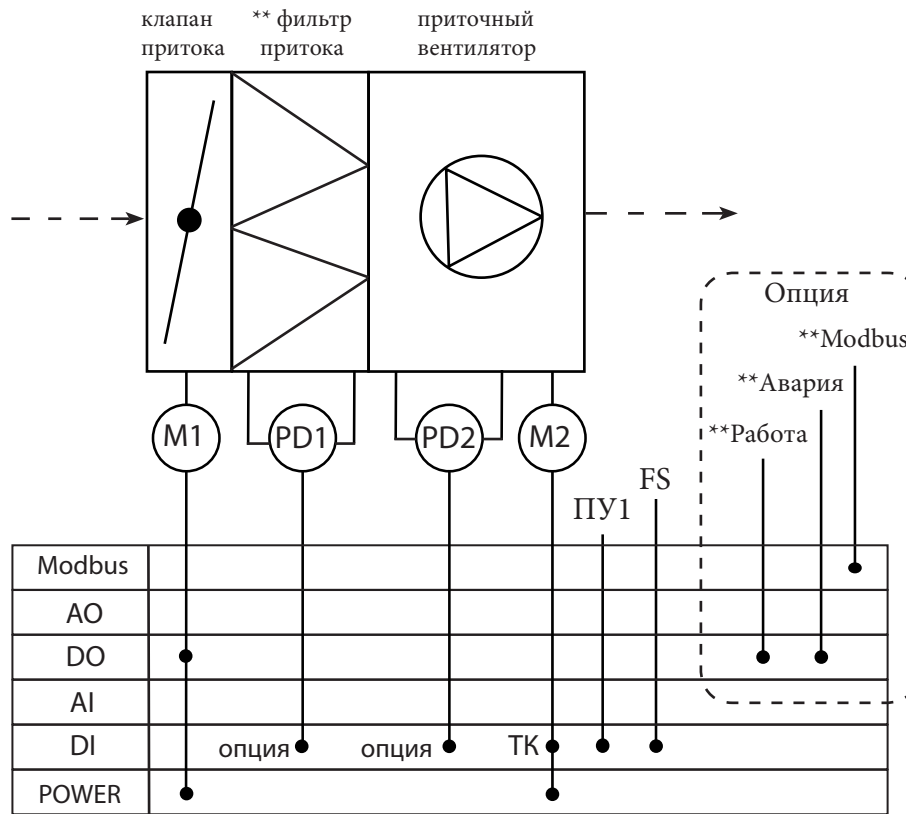 клапан
притока
** фильтр
притока
приточный
вентилятор
Опция
**Modbus
**Авария
**Работа
M1
PD1
PD2
M2
FS
ПУ1
Modbus
AO
DO
AI
DI
опция
опция
ТК
POWER